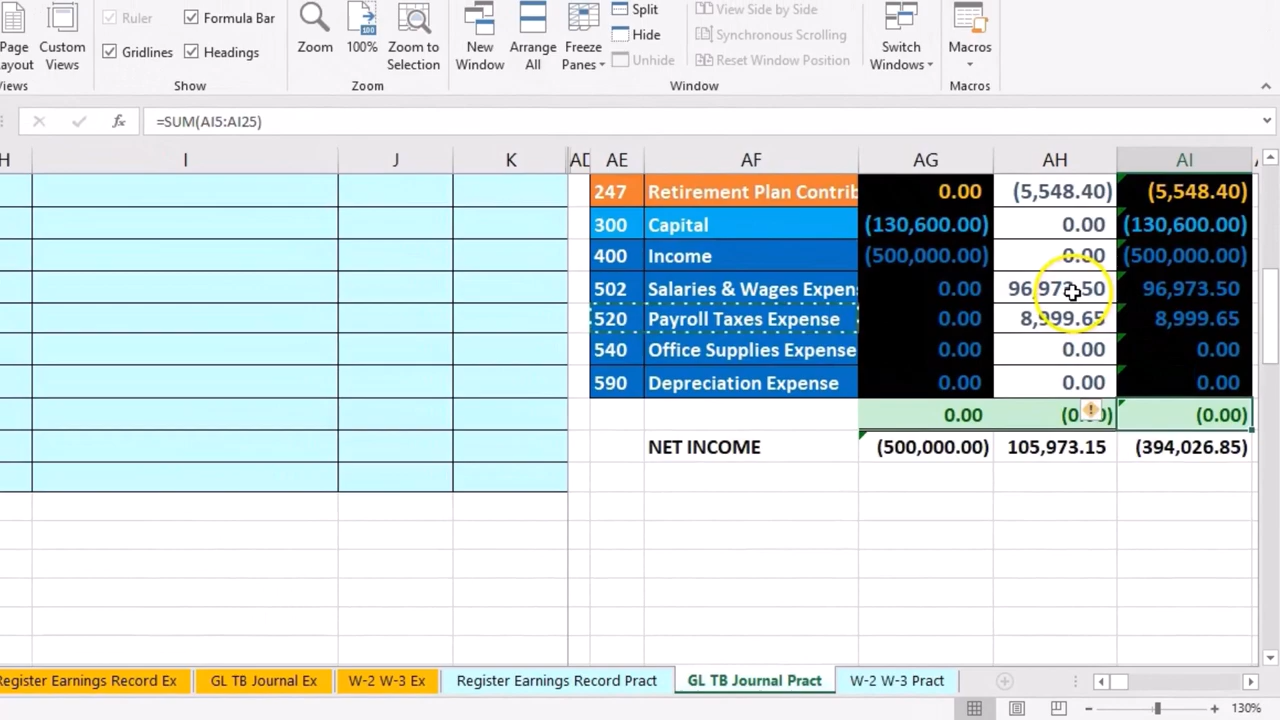 Ruler Formula Bar Split View Side by Side
Gridlines Headings Hide Synchronous Scrolling
Page Layout Custom Views Zoom 100% Zoom to Selection New Window Arrange All Freeze Panes Unhide Reset Window Position Switch Windows Macros
Views Show Zoom Window Macros
fx =SUM(AI5:AI25)
H I J K AD AE AF AG AH AI
247 Retirement Plan Contrib 0.00 (5,548.40) (5,548.40)
300 Capital (130,600.00) 0.00 (130,600.00)
400 Income (500,000.00) 0.00 (500,000.00)
502 Salaries & Wages Expens 0.00 96,973.50 96,973.50
520 Payroll Taxes Expense 0.00 8,999.65 8,999.65
540 Office Supplies Expense 0.00 0.00 0.00
590 Depreciation Expense 0.00 0.00 0.00
0.00 (0.00) (0.00)
NET INCOME (500,000.00) 105,973.15 (394,026.85)
Register Earnings Record Ex GL TB Journal Ex W-2 W-3 Ex Register Earnings Record Pract GL TB Journal Pract W-2 W-3 Pract
130%